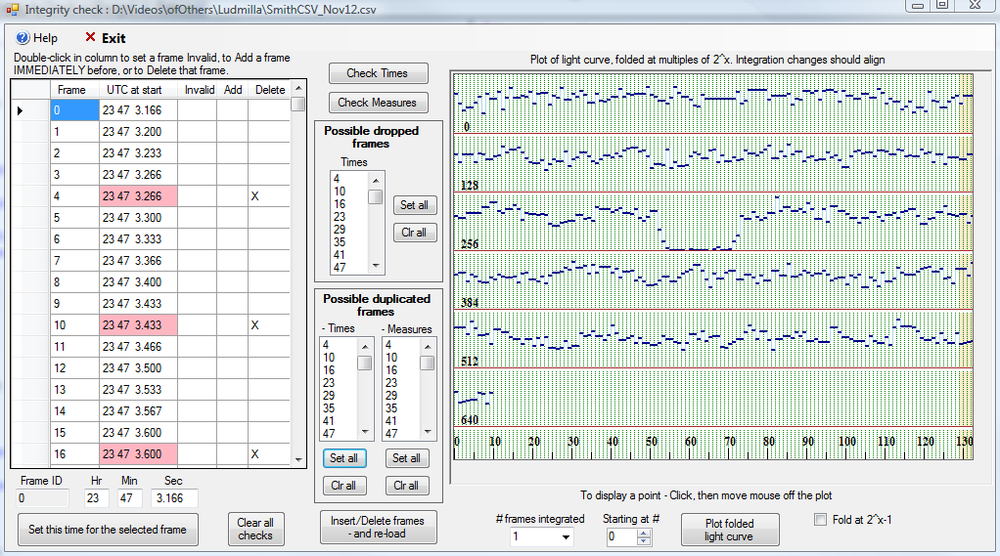 Integrity check : D:\Videos\ofOthers\Ludmilla\SmithCSV_Nov12.csv
Help Exit
Double-click in column to set a frame Invalid, to Add a frame
IMMEDIATELY before, or to Delete that frame.
Frame UTC at start Invalid Add Delete
0 23 47 3.166
1 23 47 3.200
2 23 47 3.233
3 23 47 3.266
4 23 47 3.266 X
5 23 47 3.300
6 23 47 3.333
7 23 47 3.366
8 23 47 3.400
9 23 47 3.433
10 23 47 3.433 X
11 23 47 3.466
12 23 47 3.500
13 23 47 3.533
14 23 47 3.567
15 23 47 3.600
16 23 47 3.600 X
Frame ID Hr Min Sec
0 23 47 3.166
Set this time for the selected frame
Clear all
checks
Check Times
Check Measures
Possible dropped
frames
Times
4
10
16
23
29
35
41
47
Set all
Clr all
Possible duplicated
frames
- Times - Measures
4 4
10 10
16 16
23 23
29 29
35 35
41 41
47 47
Set all Set all
Clr all Clr all
Insert/Delete frames
- and re-load
Plot of light curve, folded at multiples of 2^x. Integration changes should align
0
128
256
384
512
640
0 10 20 30 40 50 60 70 80 90 100 110 120 130
To display a point - Click, then move mouse off the plot
# frames integrated Starting at #
1 0
Plot folded
light curve
Fold at 2^x-1